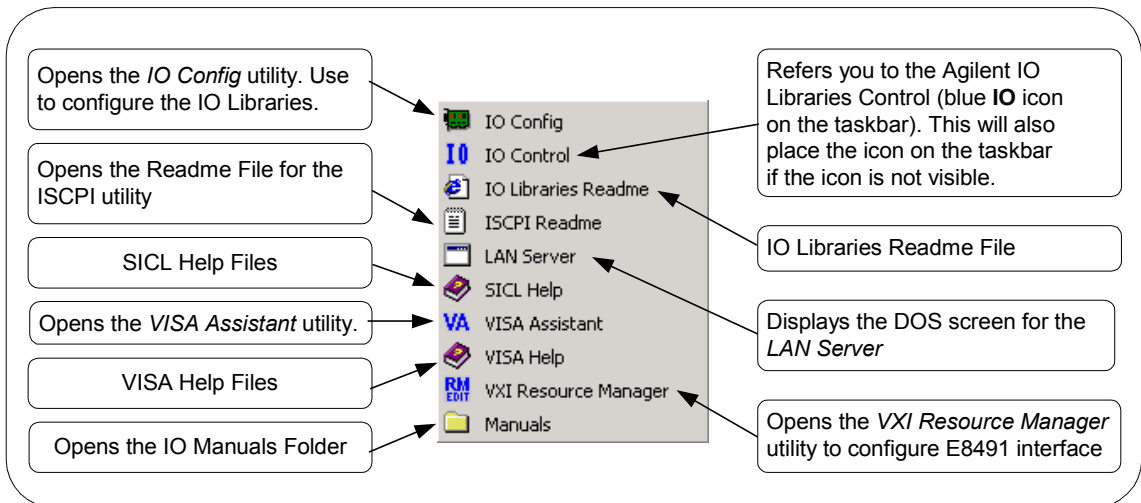 Opens the IO Config utility. Use
to configure the IO Libraries.
Opens the Readme File for the
ISCPI utility
SICL Help Files
Opens the VISA Assistant utility.
VISA Help Files
Opens the IO Manuals Folder
IO Config
IO IO Control
IO Libraries Readme
ISCPI Readme
LAN Server
SICL Help
VA VISA Assistant
VISA Help
RM EDIT VXI Resource Manager
Manuals
Refers you to the Agilent IO
Libraries Control (blue IO icon
on the taskbar). This will also
place the icon on the taskbar
if the icon is not visible.
IO Libraries Readme File
Displays the DOS screen for the
LAN Server
Opens the VXI Resource Manager
utility to configure E8491 interface